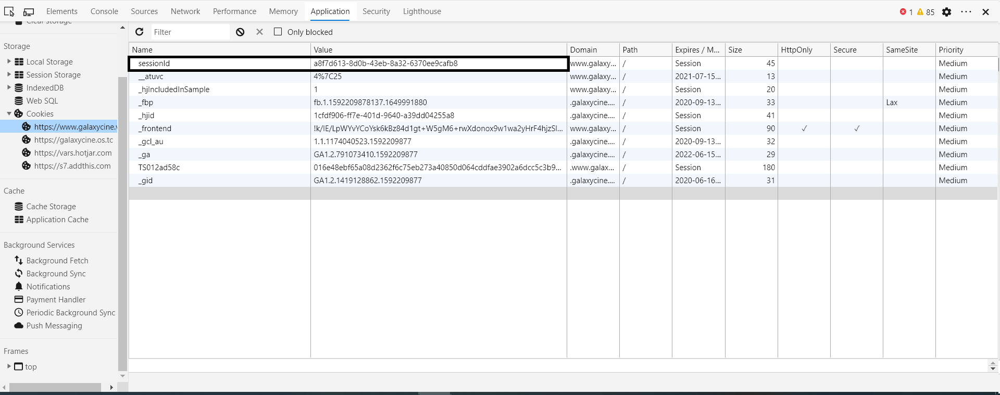 Elements Console Sources Network Performance Memory Application Security Lighthouse 1 85
Clear storage
Storage
Local Storage
Session Storage
IndexedDB
Web SQL
Cookies
https://www.galaxycine.v
https://galaxycine.os.tc
https://vars.hotjar.com
https://s7.addthis.com
Cache
Cache Storage
Application Cache
Background Services
Background Fetch
Background Sync
Notifications
Payment Handler
Periodic Background Sync
Push Messaging
Frames
top
Filter Only blocked
Name Value Domain Path Expires / M... Size HttpOnly Secure SameSite Priority
sessionId a8f7d613-8d0b-43eb-8a32-6370ee9cafb8 www.galaxy... / Session 45 Medium
__atuvc 4%7C25 www.galaxy... / 2021-07-15... 13 Medium
_hjIncludedInSample 1 www.galaxy... / Session 20 Medium
_fbp fb.1.1592209878137.1649991880 .galaxycine.... / 2020-09-13... 33 Lax Medium
_hjid 1cfdf906-ff7e-401d-9640-a39dd04255a8 .galaxycine.... / Session 41 Medium
_frontend !k/IE/LpWYvYCoYsk6kBz84d1gt+W5gM6+rwXdonox9w1wa2yHrF4hjzSl... www.galaxy... / Session 90 ✓ ✓ Medium
_gcl_au 1.1.1174040523.1592209877 .galaxycine.... / 2020-09-13... 32 Medium
_ga GA1.2.791073410.1592209877 .galaxycine.... / 2022-06-15... 29 Medium
TS012ad58c 016e48ebf65a08d2362f6c75eb273a40850d064cddfae3902a6dcc5c3b9... .www.galax... / Session 180 Medium
_gid GA1.2.1419128862.1592209877 .galaxycine.... / 2020-06-16... 31 Medium